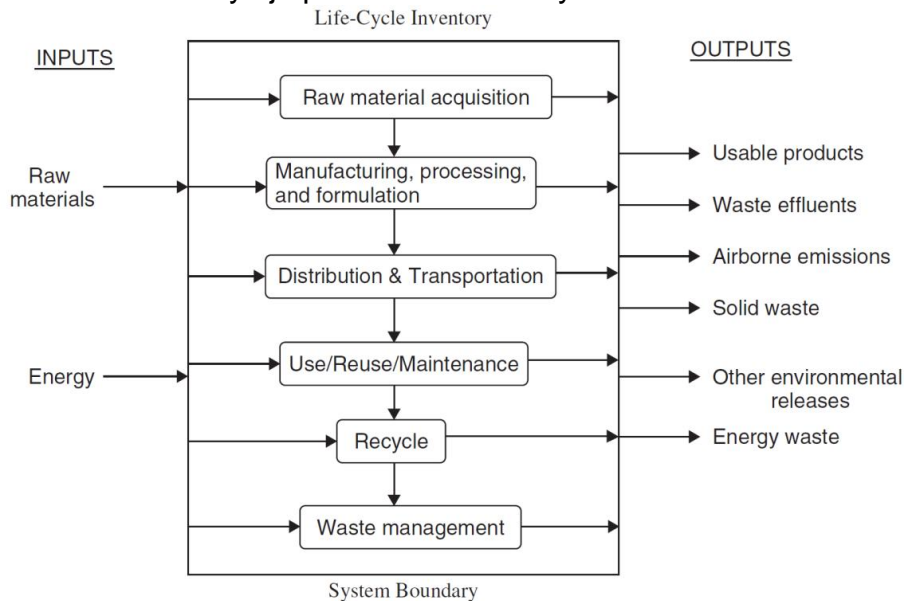 Life-Cycle Inventory
INPUTS
OUTPUTS
Raw material acquisition
Raw
materials
Manufacturing, processing,
and formulation
Usable products
Waste effluents
Airborne emissions
Distribution & Transportation
Solid waste
Energy
Use/Reuse/Maintenance
Other environmental
releases
Recycle
Energy waste
Waste management
System Boundary